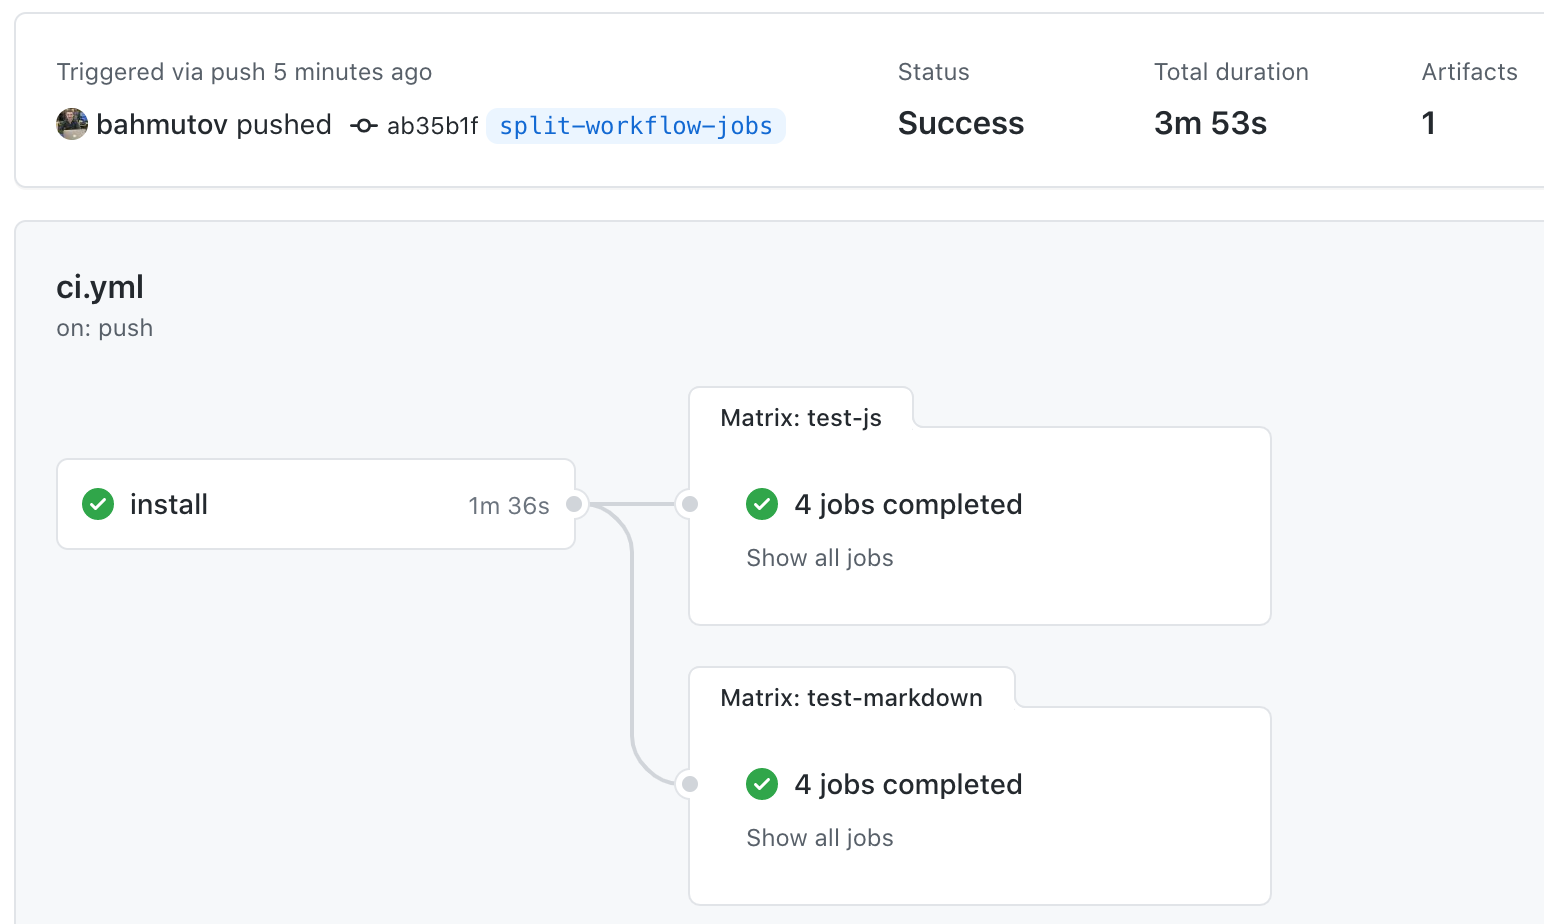 Triggered via push 5 minutes ago
bahmutov pushed ab35b1f split-workflow-jobs
Status
Success
Total duration
3m 53s
Artifacts
1
ci.yml
on: push
install 1m 36s
Matrix: test-js
4 jobs completed
Show all jobs
Matrix: test-markdown
4 jobs completed
Show all jobs